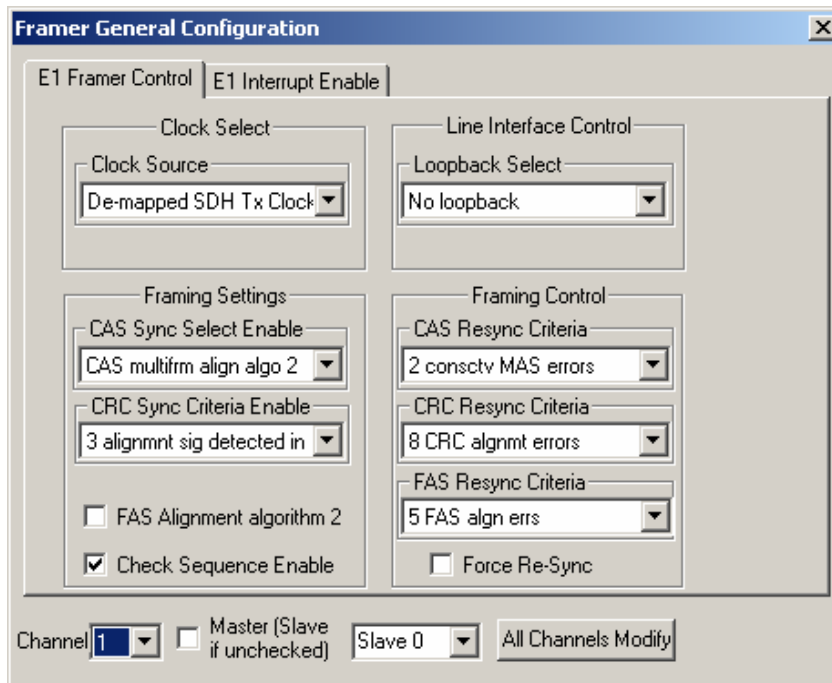 Framer General Configuration
E1 Framer Control
E1 Interrupt Enable
Clock Select
Clock Source
De-mapped SDH Tx Clock
Line Interface Control
Loopback Select
No loopback
Framing Settings
CAS Sync Select Enable
CAS multifrm align algo 2
CRC Sync Criteria Enable
3 alignmnt sig detected in
FAS Alignment algorithm 2
Check Sequence Enable
Framing Control
CAS Resync Criteria
2 consctv MAS errors
CRC Resync Criteria
8 CRC algnmt errors
FAS Resync Criteria
5 FAS algn errs
Force Re-Sync
Channel
1
Master (Slave
if unchecked)
Slave 0
All Channels Modify